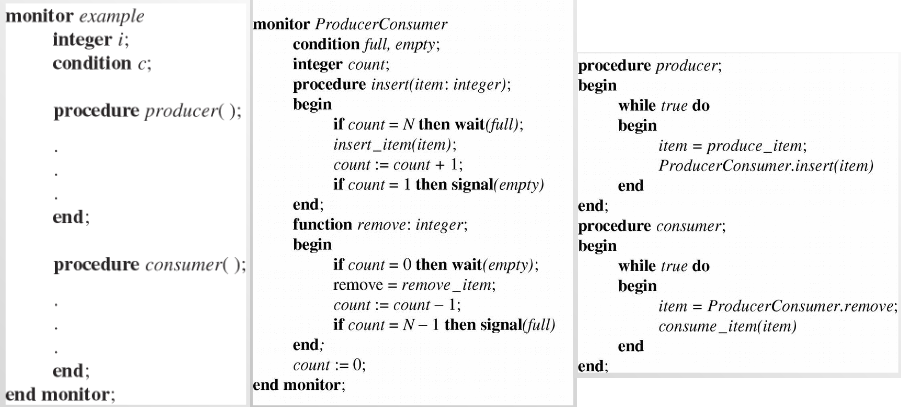 monitor example
integer i;
condition c;
procedure producer( );
.
.
.
end;
procedure consumer( );
.
.
.
end;
end monitor;
monitor ProducerConsumer
condition full, empty;
integer count;
procedure insert(item: integer);
begin
if count = N then wait(full);
insert_item(item);
count := count + 1;
if count = 1 then signal(empty)
end;
function remove: integer;
begin
if count = 0 then wait(empty);
remove = remove_item;
count := count – 1;
if count = N – 1 then signal(full)
end;
count := 0;
end monitor;
procedure producer;
begin
while true do
begin
item = produce_item;
ProducerConsumer.insert(item)
end
end;
procedure consumer;
begin
while true do
begin
item = ProducerConsumer.remove;
consume_item(item)
end
end;